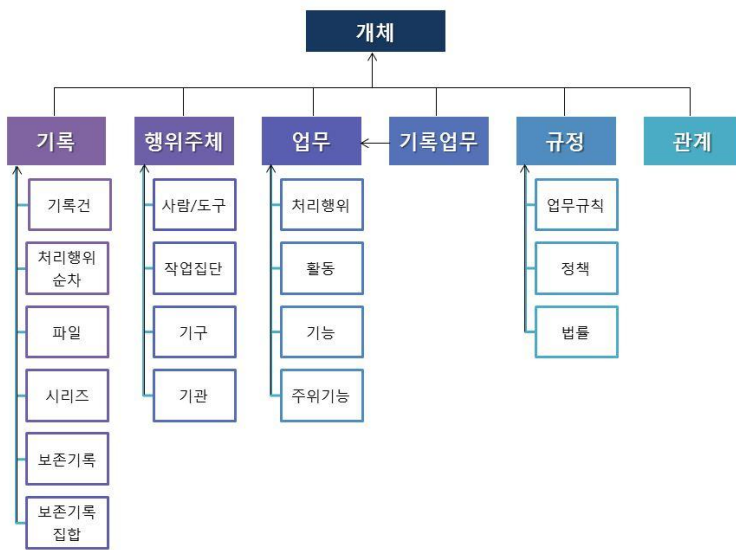 개체
기록
행위주체
업무
기록업무
규정
관계
기록건
처리행위
순차
파일
시리즈
보존기록
보존기록
집합
사람/도구
작업집단
기구
기관
처리행위
활동
기능
주위기능
업무규칙
정책
법률